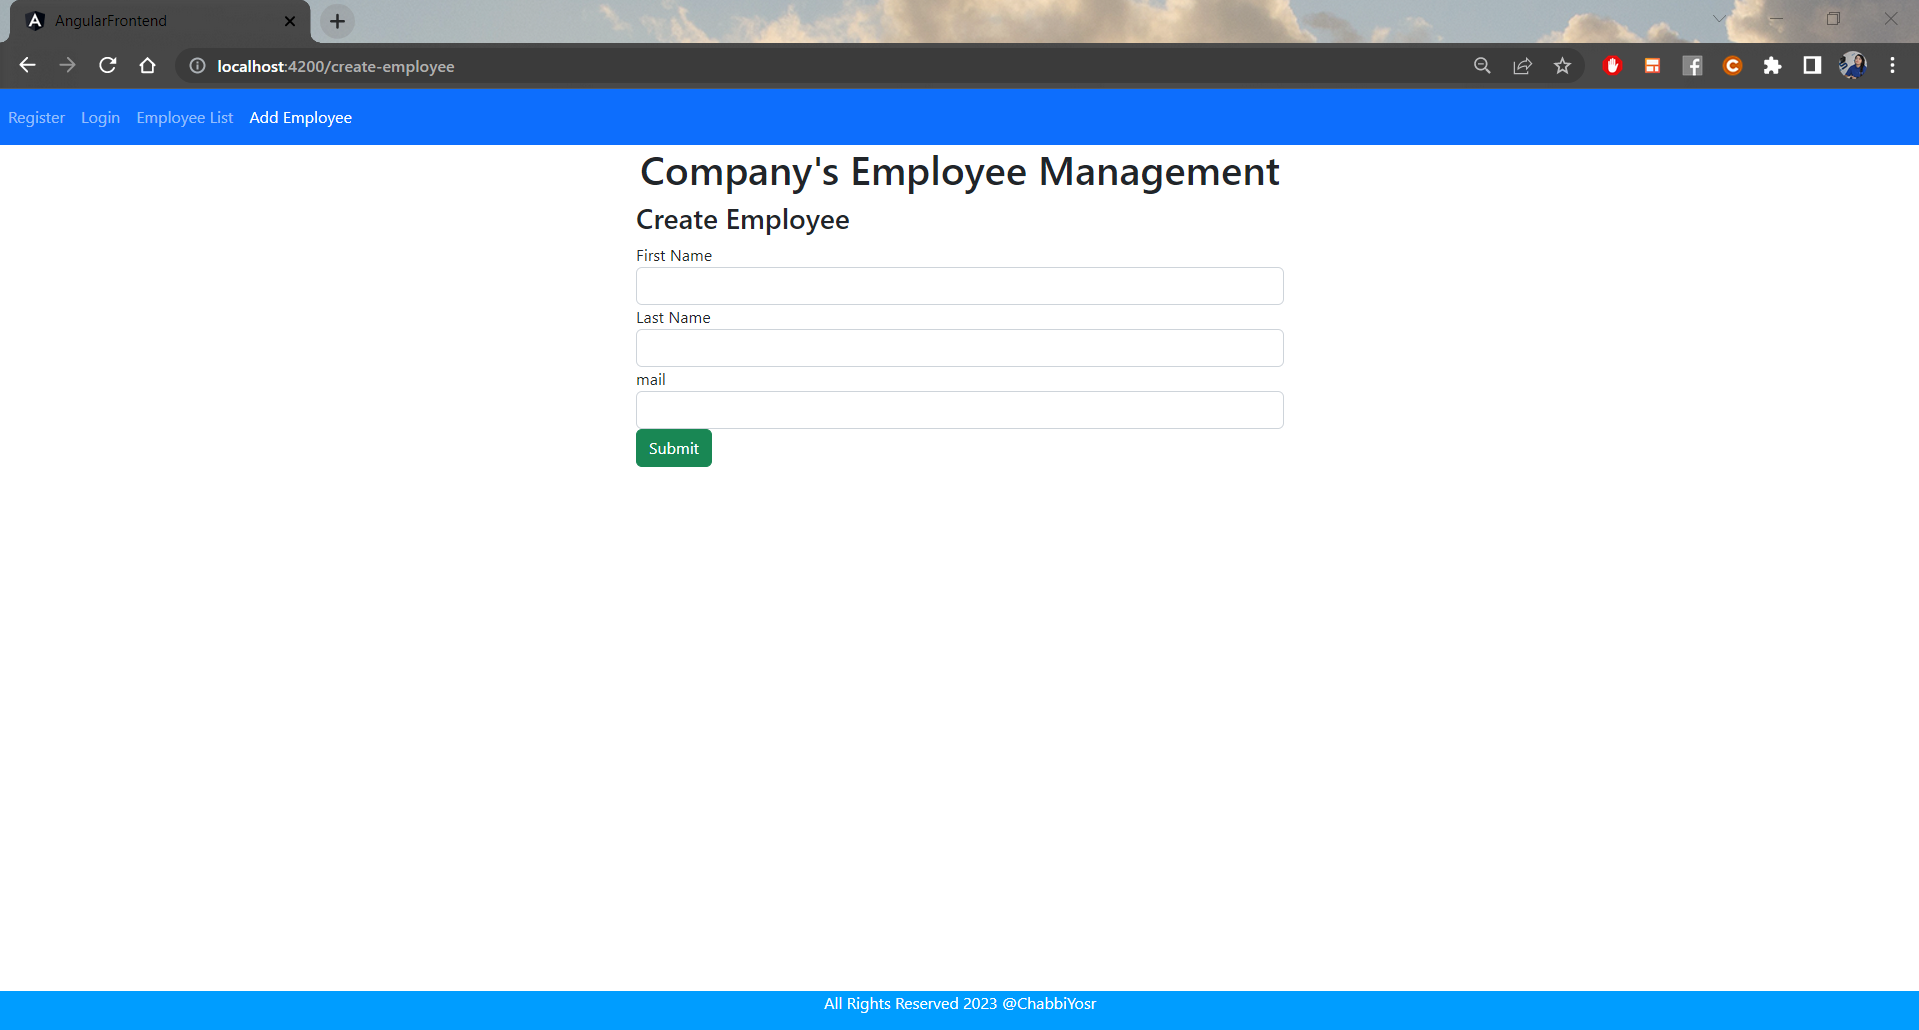 AngularFrontend
localhost:4200/create-employee
Register Login Employee List Add Employee
Company's Employee Management
Create Employee
First Name
Last Name
mail
Submit
All Rights Reserved 2023 @ChabbiYosr